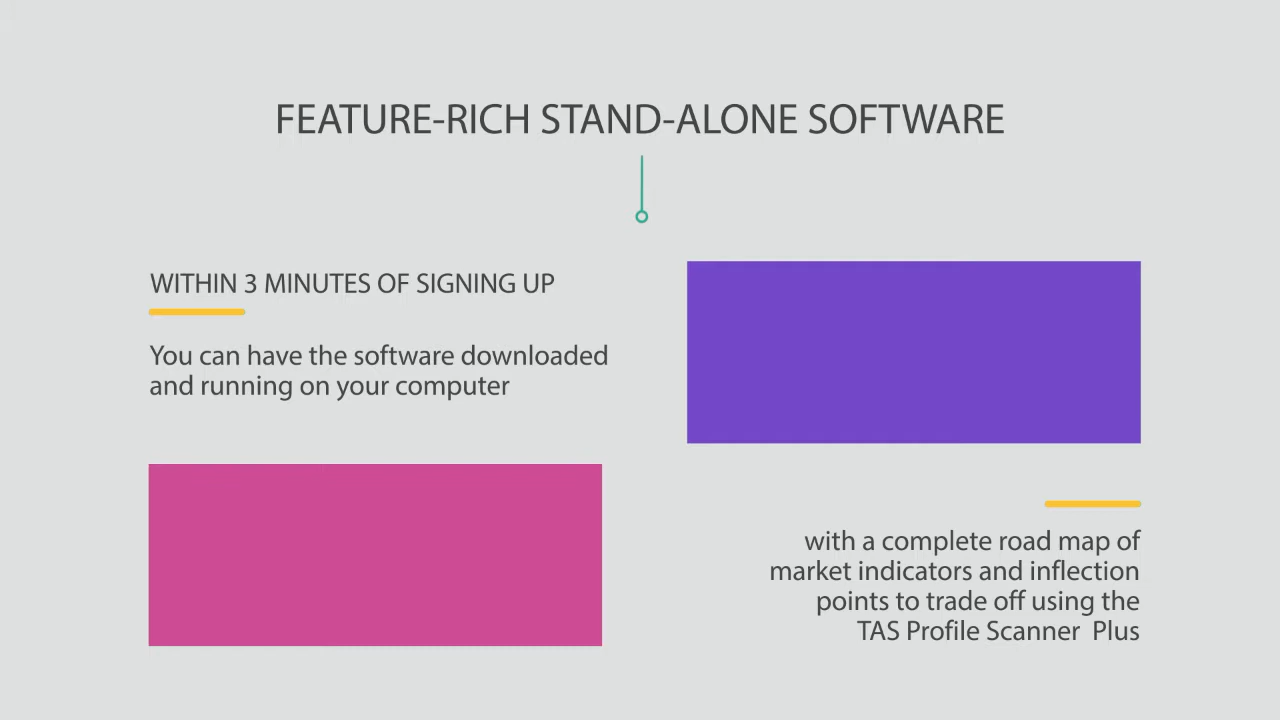 FEATURE-RICH STAND-ALONE SOFTWARE
WITHIN 3 MINUTES OF SIGNING UP
You can have the software downloaded
and running on your computer
with a complete road map of
market indicators and inflection
points to trade off using the
TAS Profile Scanner  Plus